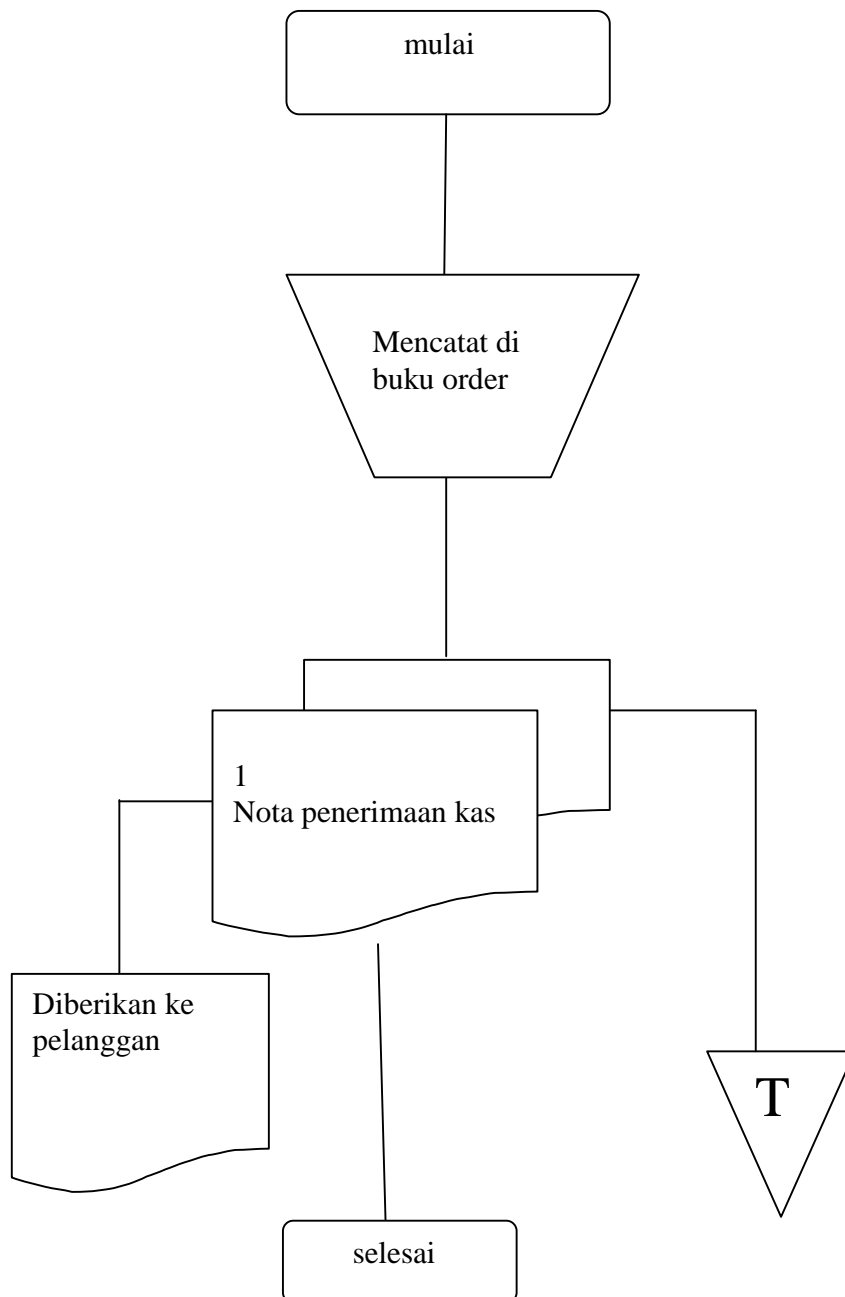 mulai
Mencatat di
buku order
1
Nota penerimaan kas
Diberikan ke
pelanggan
T
selesai